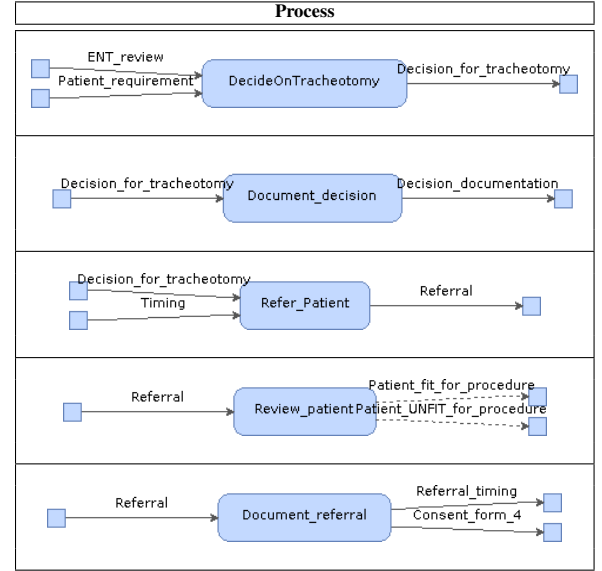 Process
ENT_review
Patient_requirement
DecideOnTracheotomy
Decision_for_tracheotomy
Decision_for_tracheotomy
Document_decision
Decision_documentation
Decision_for_tracheotomy
Timing
Refer_Patient
Referral
Referral
Review_patient
Patient_fit_for_procedure
Patient_UNFIT_for_procedure
Referral
Document_referral
Referral_timing
Consent_form_4